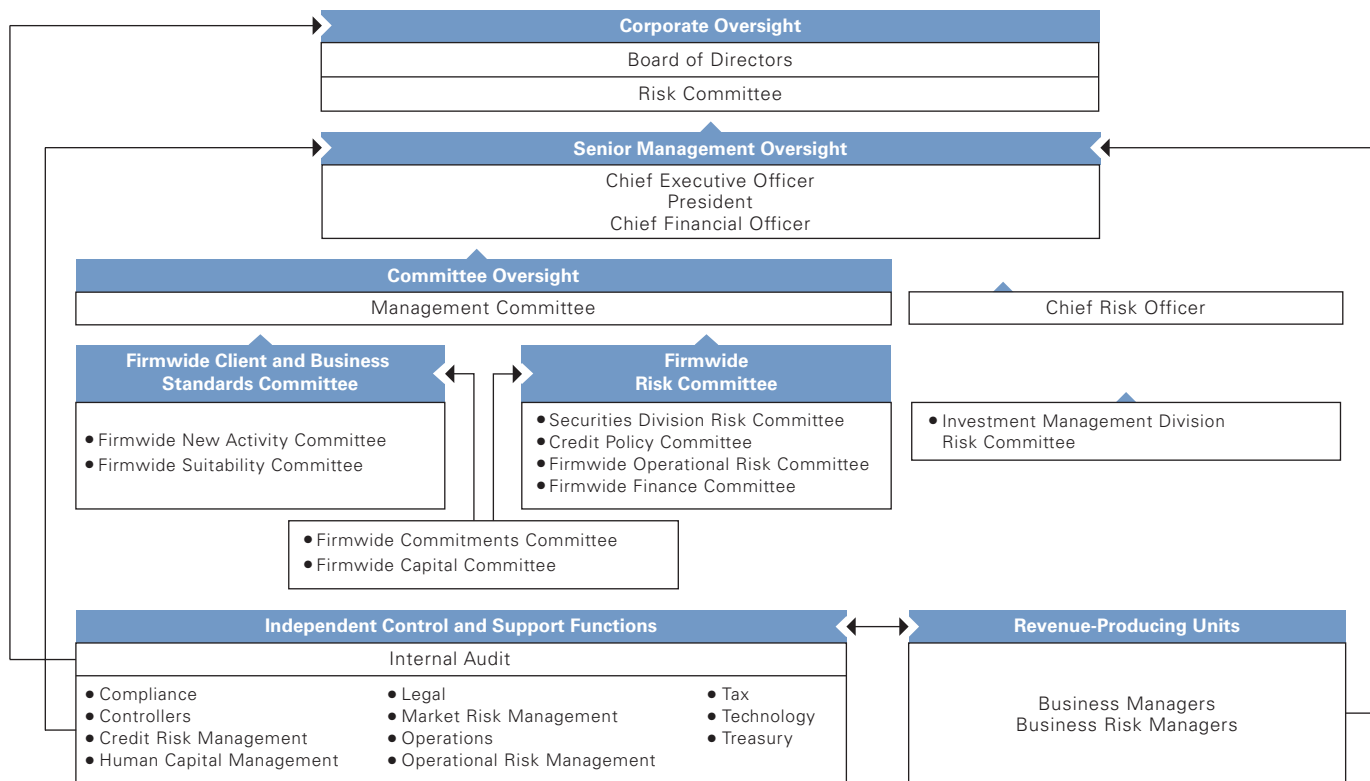 Corporate Oversight
Board of Directors
Risk Committee
Senior Management Oversight
Chief Executive Officer
President
Chief Financial Officer
Committee Oversight
Management Committee
Chief Risk Officer
Firmwide Client and Business
Standards Committee
• Firmwide New Activity Committee
• Firmwide Suitability Committee
Firmwide
Risk Committee
• Securities Division Risk Committee
• Credit Policy Committee
• Firmwide Operational Risk Committee
• Firmwide Finance Committee
• Investment Management Division
Risk Committee
• Firmwide Commitments Committee
• Firmwide Capital Committee
Independent Control and Support Functions
Internal Audit
• Compliance
• Controllers
• Credit Risk Management
• Human Capital Management
• Legal
• Market Risk Management
• Operations
• Operational Risk Management
• Tax
• Technology
• Treasury
Revenue-Producing Units
Business Managers
Business Risk Managers